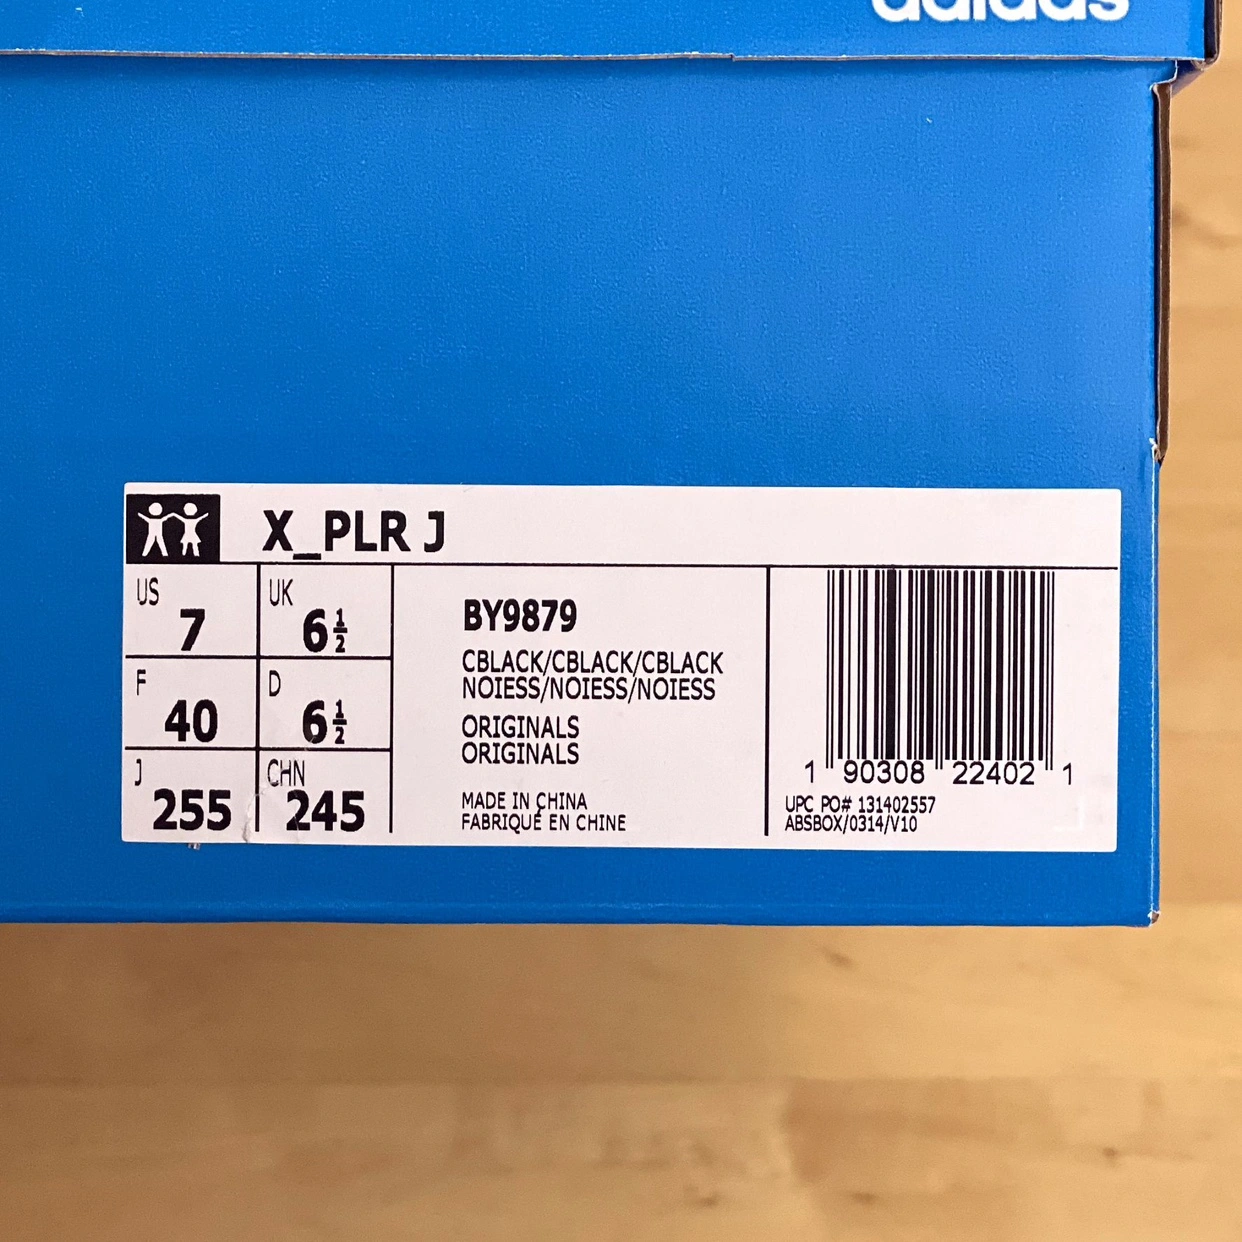 adidas
X_PLR J
US 7
UK 6½
F 40
D 6½
J 255
CHN 245
BY9879
CBLACK/CBLACK/CBLACK
NOIESS/NOIESS/NOIESS
ORIGINALS
ORIGINALS
MADE IN CHINA
FABRIQUÉ EN CHINE
1 90308 22402 1
UPC PO# 131402557
ABSBOX/0314/V10